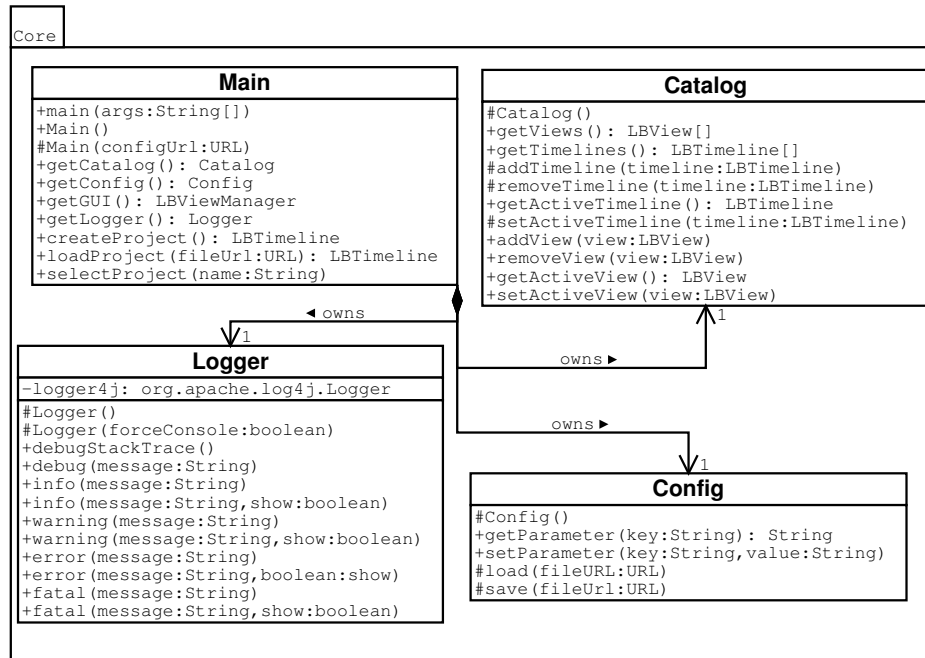 Core
Main
+main(args:String[])
+Main()
#Main(configUrl:URL)
+getCatalog(): Catalog
+getConfig(): Config
+getGUI(): LBViewManager
+getLogger(): Logger
+createProject(): LBTimeline
+loadProject(fileUrl:URL): LBTimeline
+selectProject(name:String)
Catalog
#Catalog()
+getViews(): LBView[]
+getTimelines(): LBTimeline[]
#addTimeline(timeline:LBTimeline)
#removeTimeline(timeline:LBTimeline)
+getActiveTimeline(): LBTimeline
#setActiveTimeline(timeline:LBTimeline)
+addView(view:LBView)
+removeView(view:LBView)
+getActiveView(): LBView
+setActiveView(view:LBView)
◄ owns
1
1
owns ►
Logger
-logger4j: org.apache.log4j.Logger
#Logger()
#Logger(forceConsole:boolean)
+debugStackTrace()
+debug(message:String)
+info(message:String)
+info(message:String,show:boolean)
+warning(message:String)
+warning(message:String,show:boolean)
+error(message:String)
+error(message:String,boolean:show)
+fatal(message:String)
+fatal(message:String,show:boolean)
owns ►
1
Config
#Config()
+getParameter(key:String): String
+setParameter(key:String,value:String)
#load(fileURL:URL)
#save(fileUrl:URL)